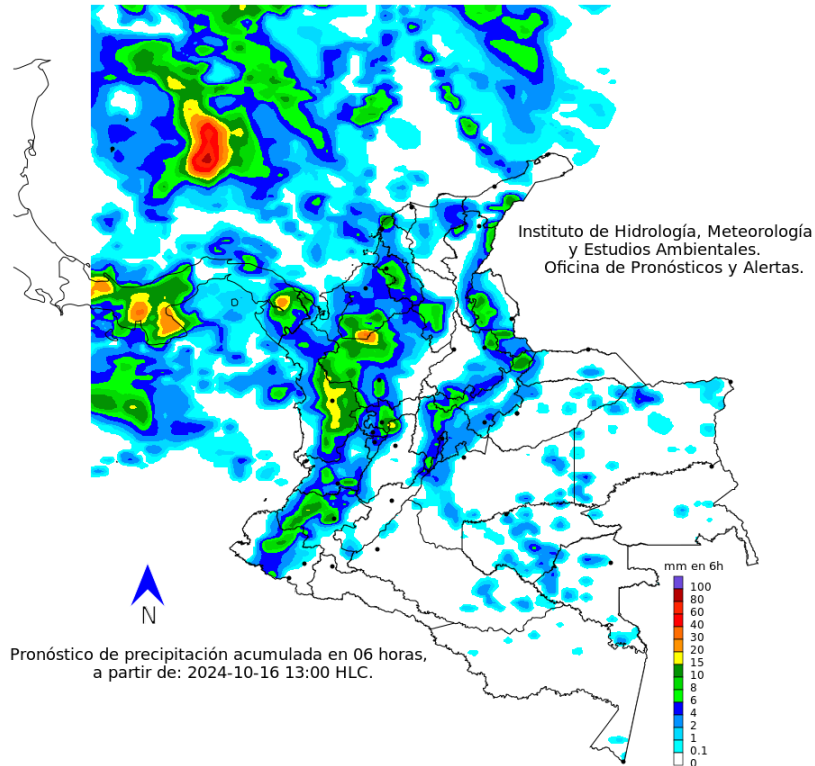 Instituto de Hidrología, Meteorología
y Estudios Ambientales.
Oficina de Pronósticos y Alertas.
N
Pronóstico de precipitación acumulada en 06 horas,
a partir de: 2024-10-16 13:00 HLC.
mm en 6h
100
80
60
40
30
20
15
10
8
6
4
2
1
0.1
0